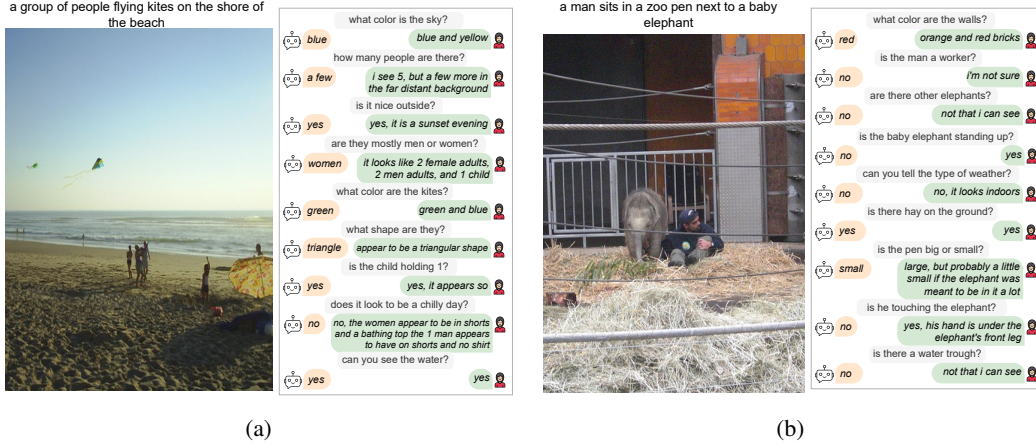 a group of people flying kites on the shore of
the beach
what color is the sky?
blue
blue and yellow
how many people are there?
a few
i see 5, but a few more in
the far distant background
is it nice outside?
yes
yes, it is a sunset evening
are they mostly men or women?
women
it looks like 2 female adults,
2 men adults, and 1 child
what color are the kites?
green
green and blue
what shape are they?
triangle
appear to be a triangular shape
is the child holding 1?
yes
yes, it appears so
does it look to be a chilly day?
no
no, the women appear to be in shorts
and a bathing top the 1 man appears
to have on shorts and no shirt
can you see the water?
yes
yes
(a)
a man sits in a zoo pen next to a baby
elephant
what color are the walls?
red
orange and red bricks
is the man a worker?
no
i'm not sure
are there other elephants?
no
not that i can see
is the baby elephant standing up?
no
yes
can you tell the type of weather?
no
no, it looks indoors
is there hay on the ground?
yes
yes
is the pen big or small?
small
large, but probably a little
small if the elephant was
meant to be in it a lot
is he touching the elephant?
no
yes, his hand is under the
elephant's front leg
is there a water trough?
no
not that i can see
(b)